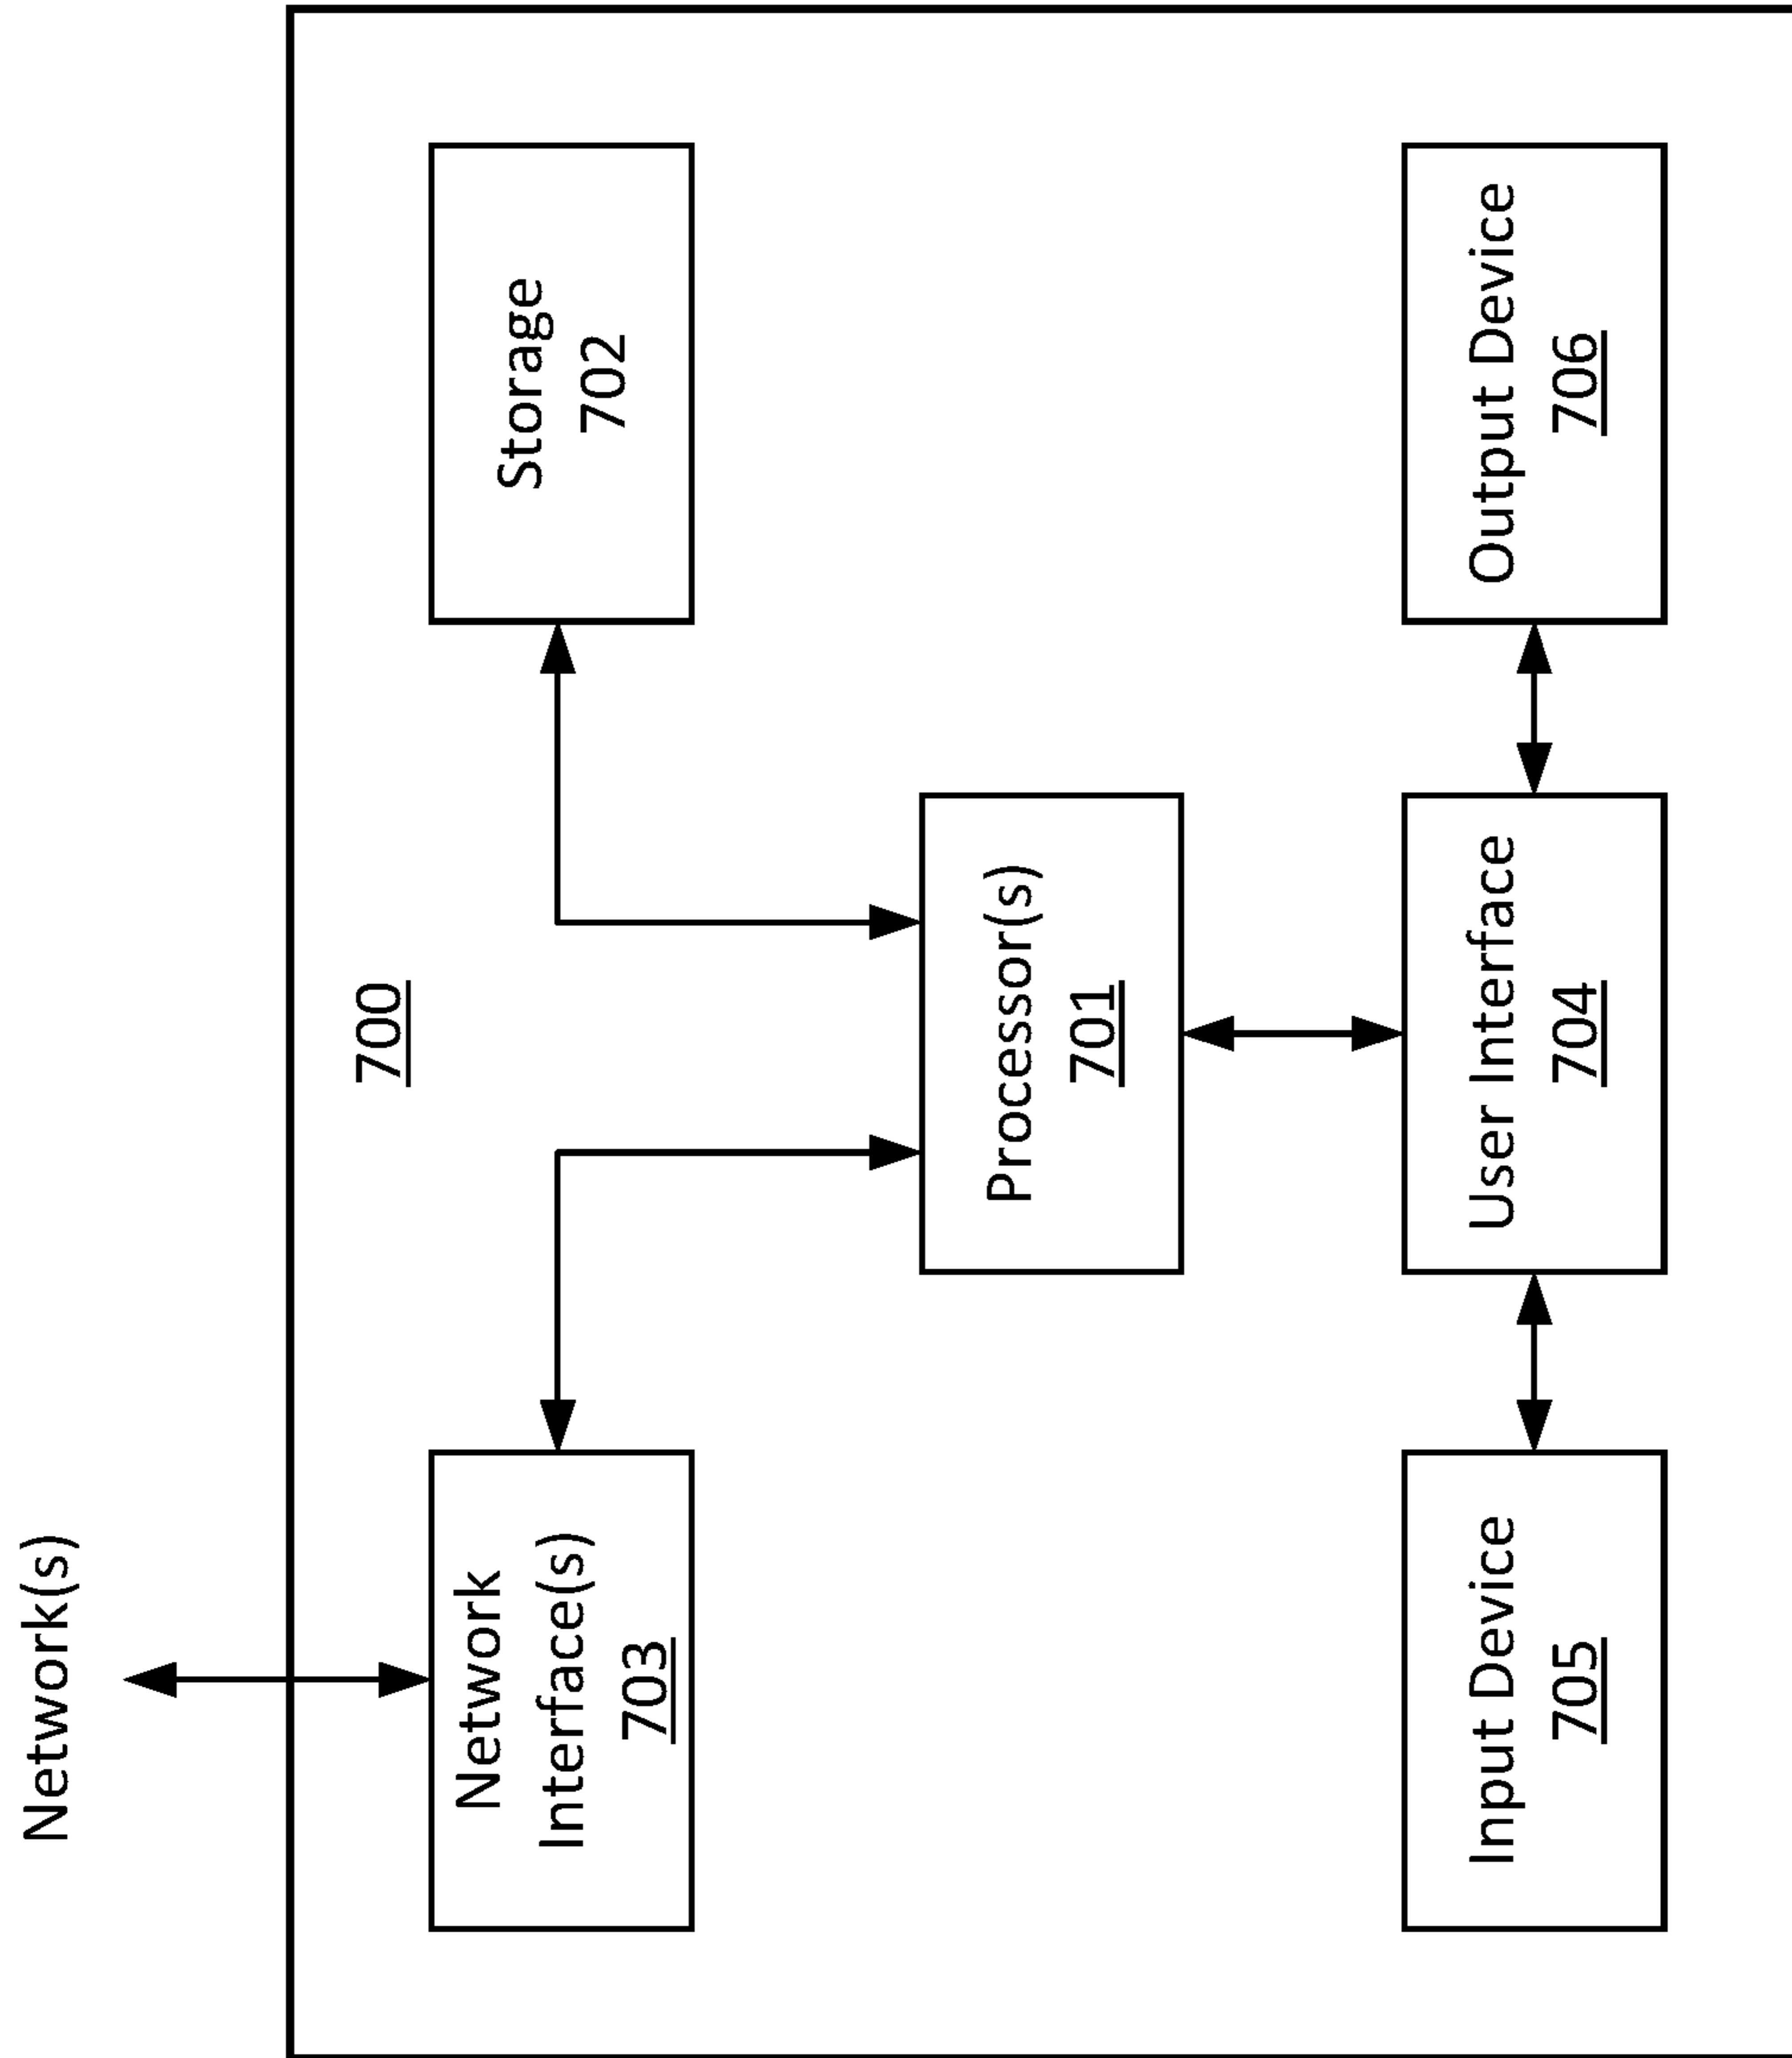 Network(s)
700
Network
Interface(s)
703
Storage
702
Processor(s)
701
Input Device
705
User Interface
704
Output Device
706